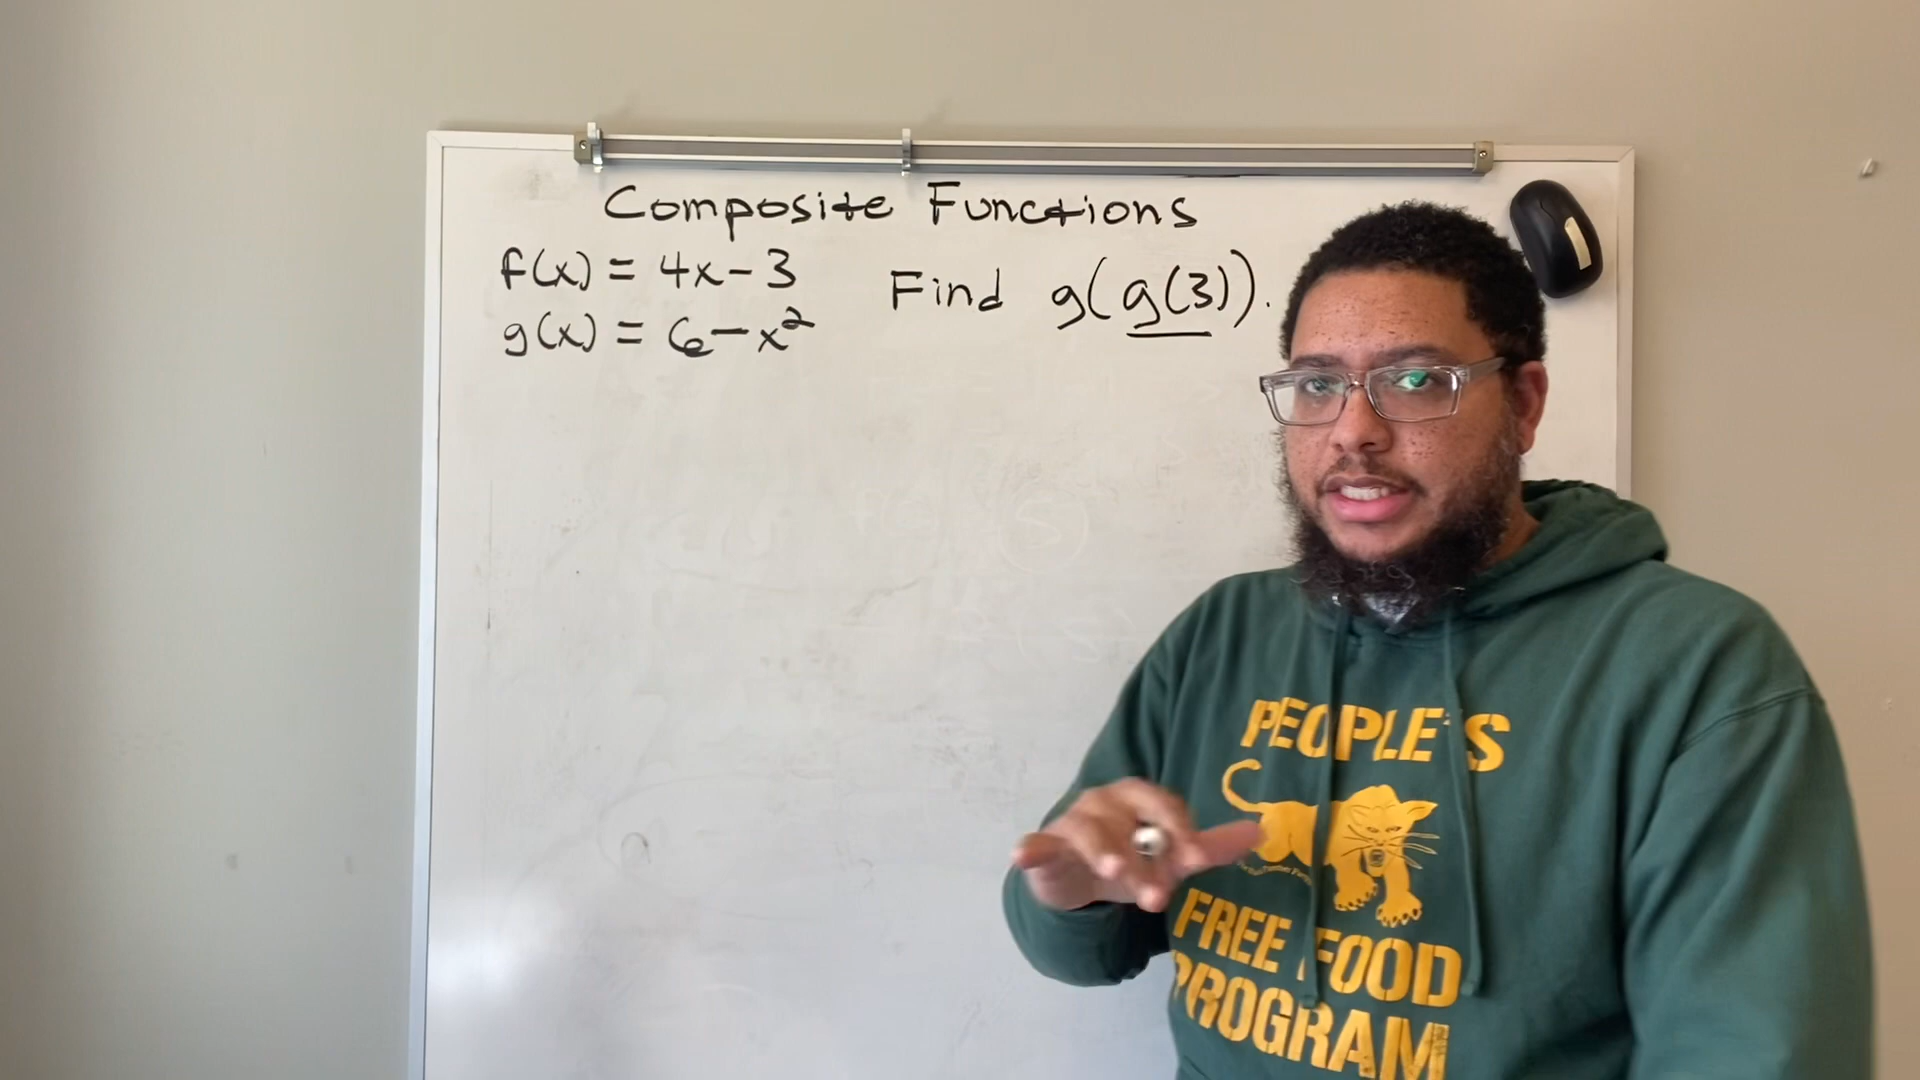 Composite Functions
f(x) = 4x - 3
g(x) = 6 - x²
Find g(g(3)).
PEOPLE'S
FREE FOOD
PROGRAM